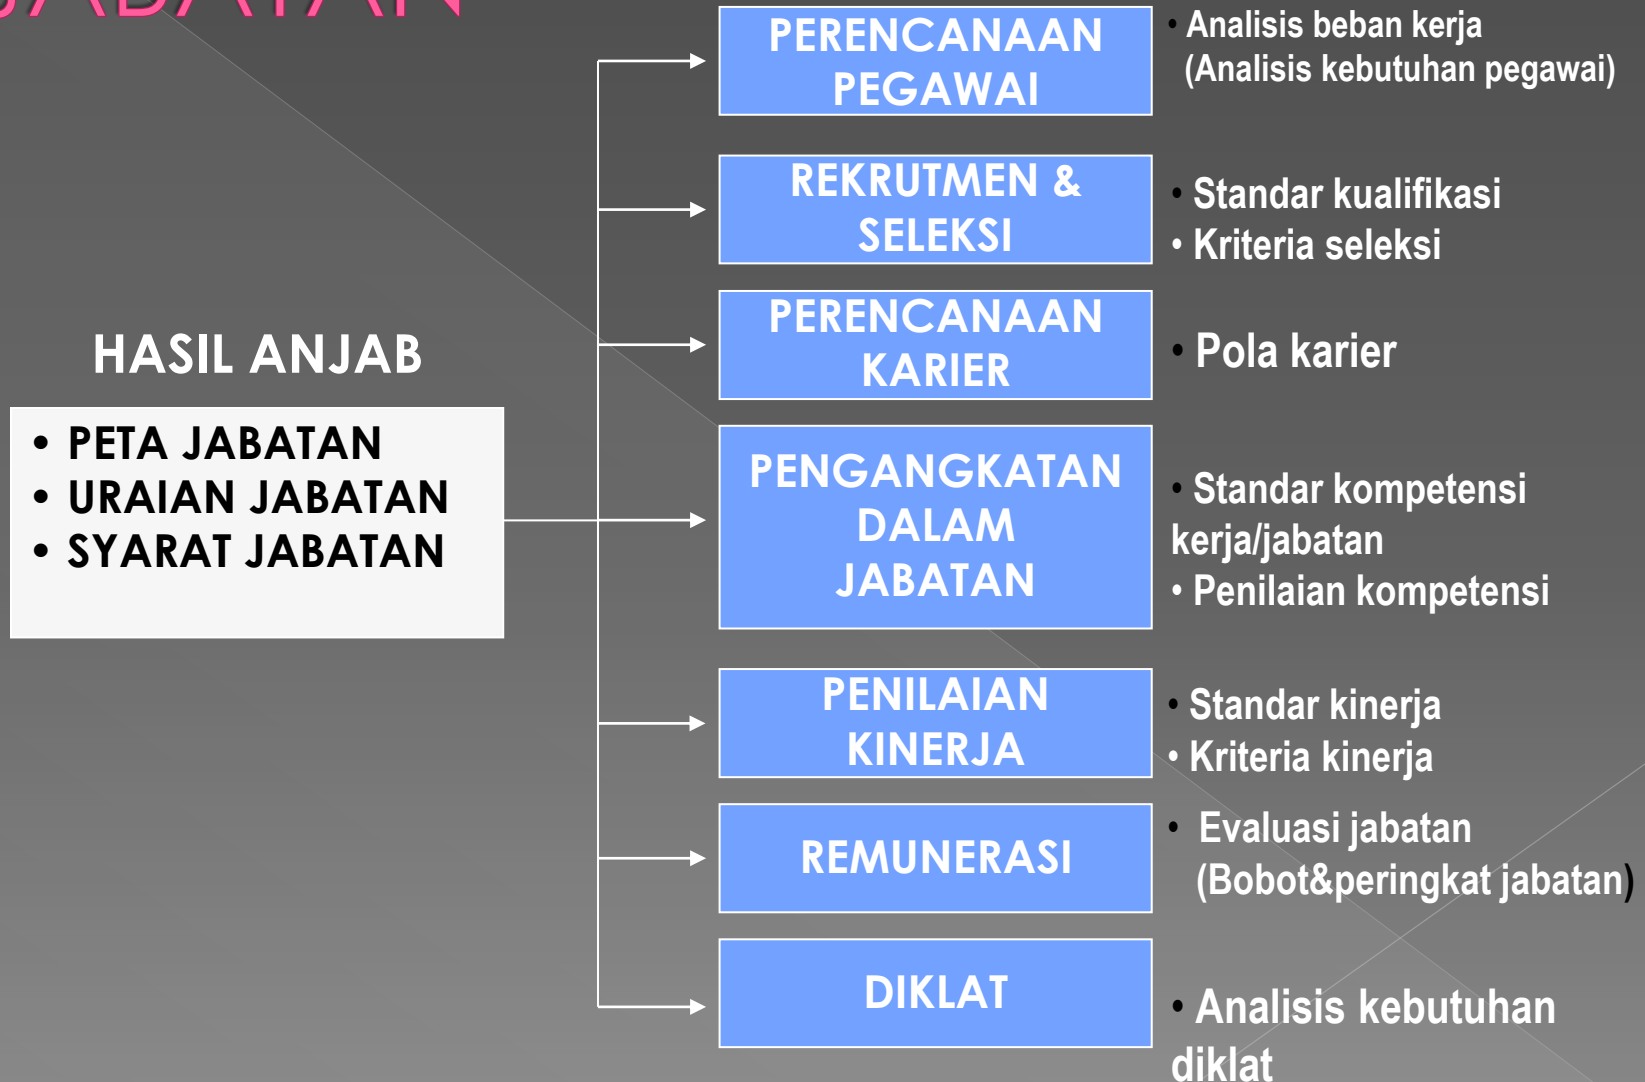 JABATAN
HASIL ANJAB
• PETA JABATAN
• URAIAN JABATAN
• SYARAT JABATAN
PERENCANAAN
PEGAWAI
• Analisis beban kerja
(Analisis kebutuhan pegawai)
REKRUTMEN &
SELEKSI
• Standar kualifikasi
• Kriteria seleksi
PERENCANAAN
KARIER
• Pola karier
PENGANGKATAN
DALAM
JABATAN
• Standar kompetensi
kerja/jabatan
• Penilaian kompetensi
PENILAIAN
KINERJA
• Standar kinerja
• Kriteria kinerja
REMUNERASI
• Evaluasi jabatan
(Bobot&peringkat jabatan)
DIKLAT
• Analisis kebutuhan
diklat